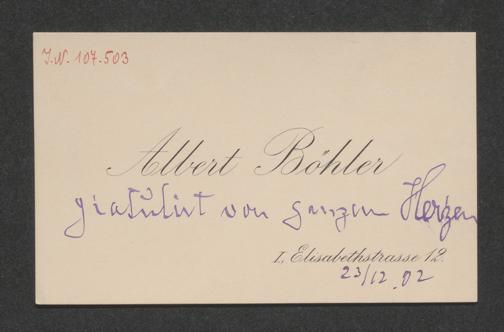 I.N. 107.503
Albert Böhler
gratulirt von ganzem Herzen
I, Elisabethstrasse 12.
23/12.02